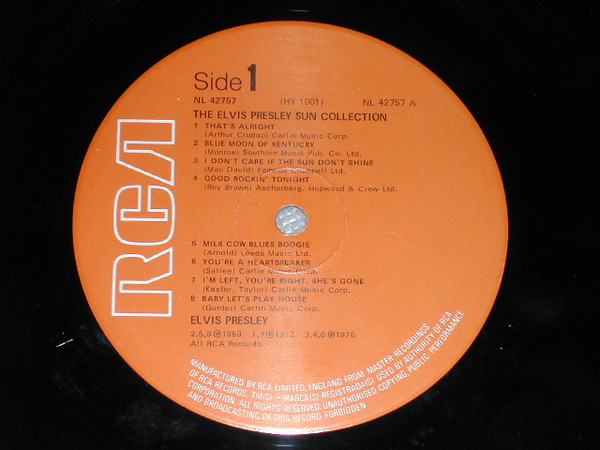 RCA
Side 1
NL 42757 (HY 1001) NL 42757 A
THE ELVIS PRESLEY SUN COLLECTION
1 THAT'S ALRIGHT
(Arthur Crudup) Carlin Music Corp.
2 BLUE MOON OF KENTUCKY
(Monroe) Southern Music Pub. Co. Ltd.
3 I DON'T CARE IF THE SUN DON'T SHINE
(Mac David) Famous Chappell Ltd.
4 GOOD ROCKIN' TONIGHT
(Roy Brown) Ascherberg, Hopwood & Crew Ltd.
5 MILK COW BLUES BOOGIE
(Arnold) Leeds Music Ltd.
6 YOU'RE A HEARTBREAKER
(Sallee) Carlin Music Corp.
7 I'M LEFT, YOU'RE RIGHT, SHE'S GONE
(Kesler, Taylor) Carlin Music Corp.
8 BABY LET'S PLAY HOUSE
(Gunter) Carlin Music Corp.
ELVIS PRESLEY
2,5,8 ℗1959. 1,7 ℗1972. 3,4,6 ℗1975
All RCA Records.
MANUFACTURED BY RCA LIMITED, ENGLAND FROM MASTER RECORDINGS
OF RCA RECORDS, TM(S) ® – MARCA(S) REGISTRADA(S) USED BY AUTHORITY OF RCA
CORPORATION. ALL RIGHTS RESERVED. UNAUTHORISED COPYING, PUBLIC PERFORMANCE
AND BROADCASTING OF THIS RECORD FORBIDDEN